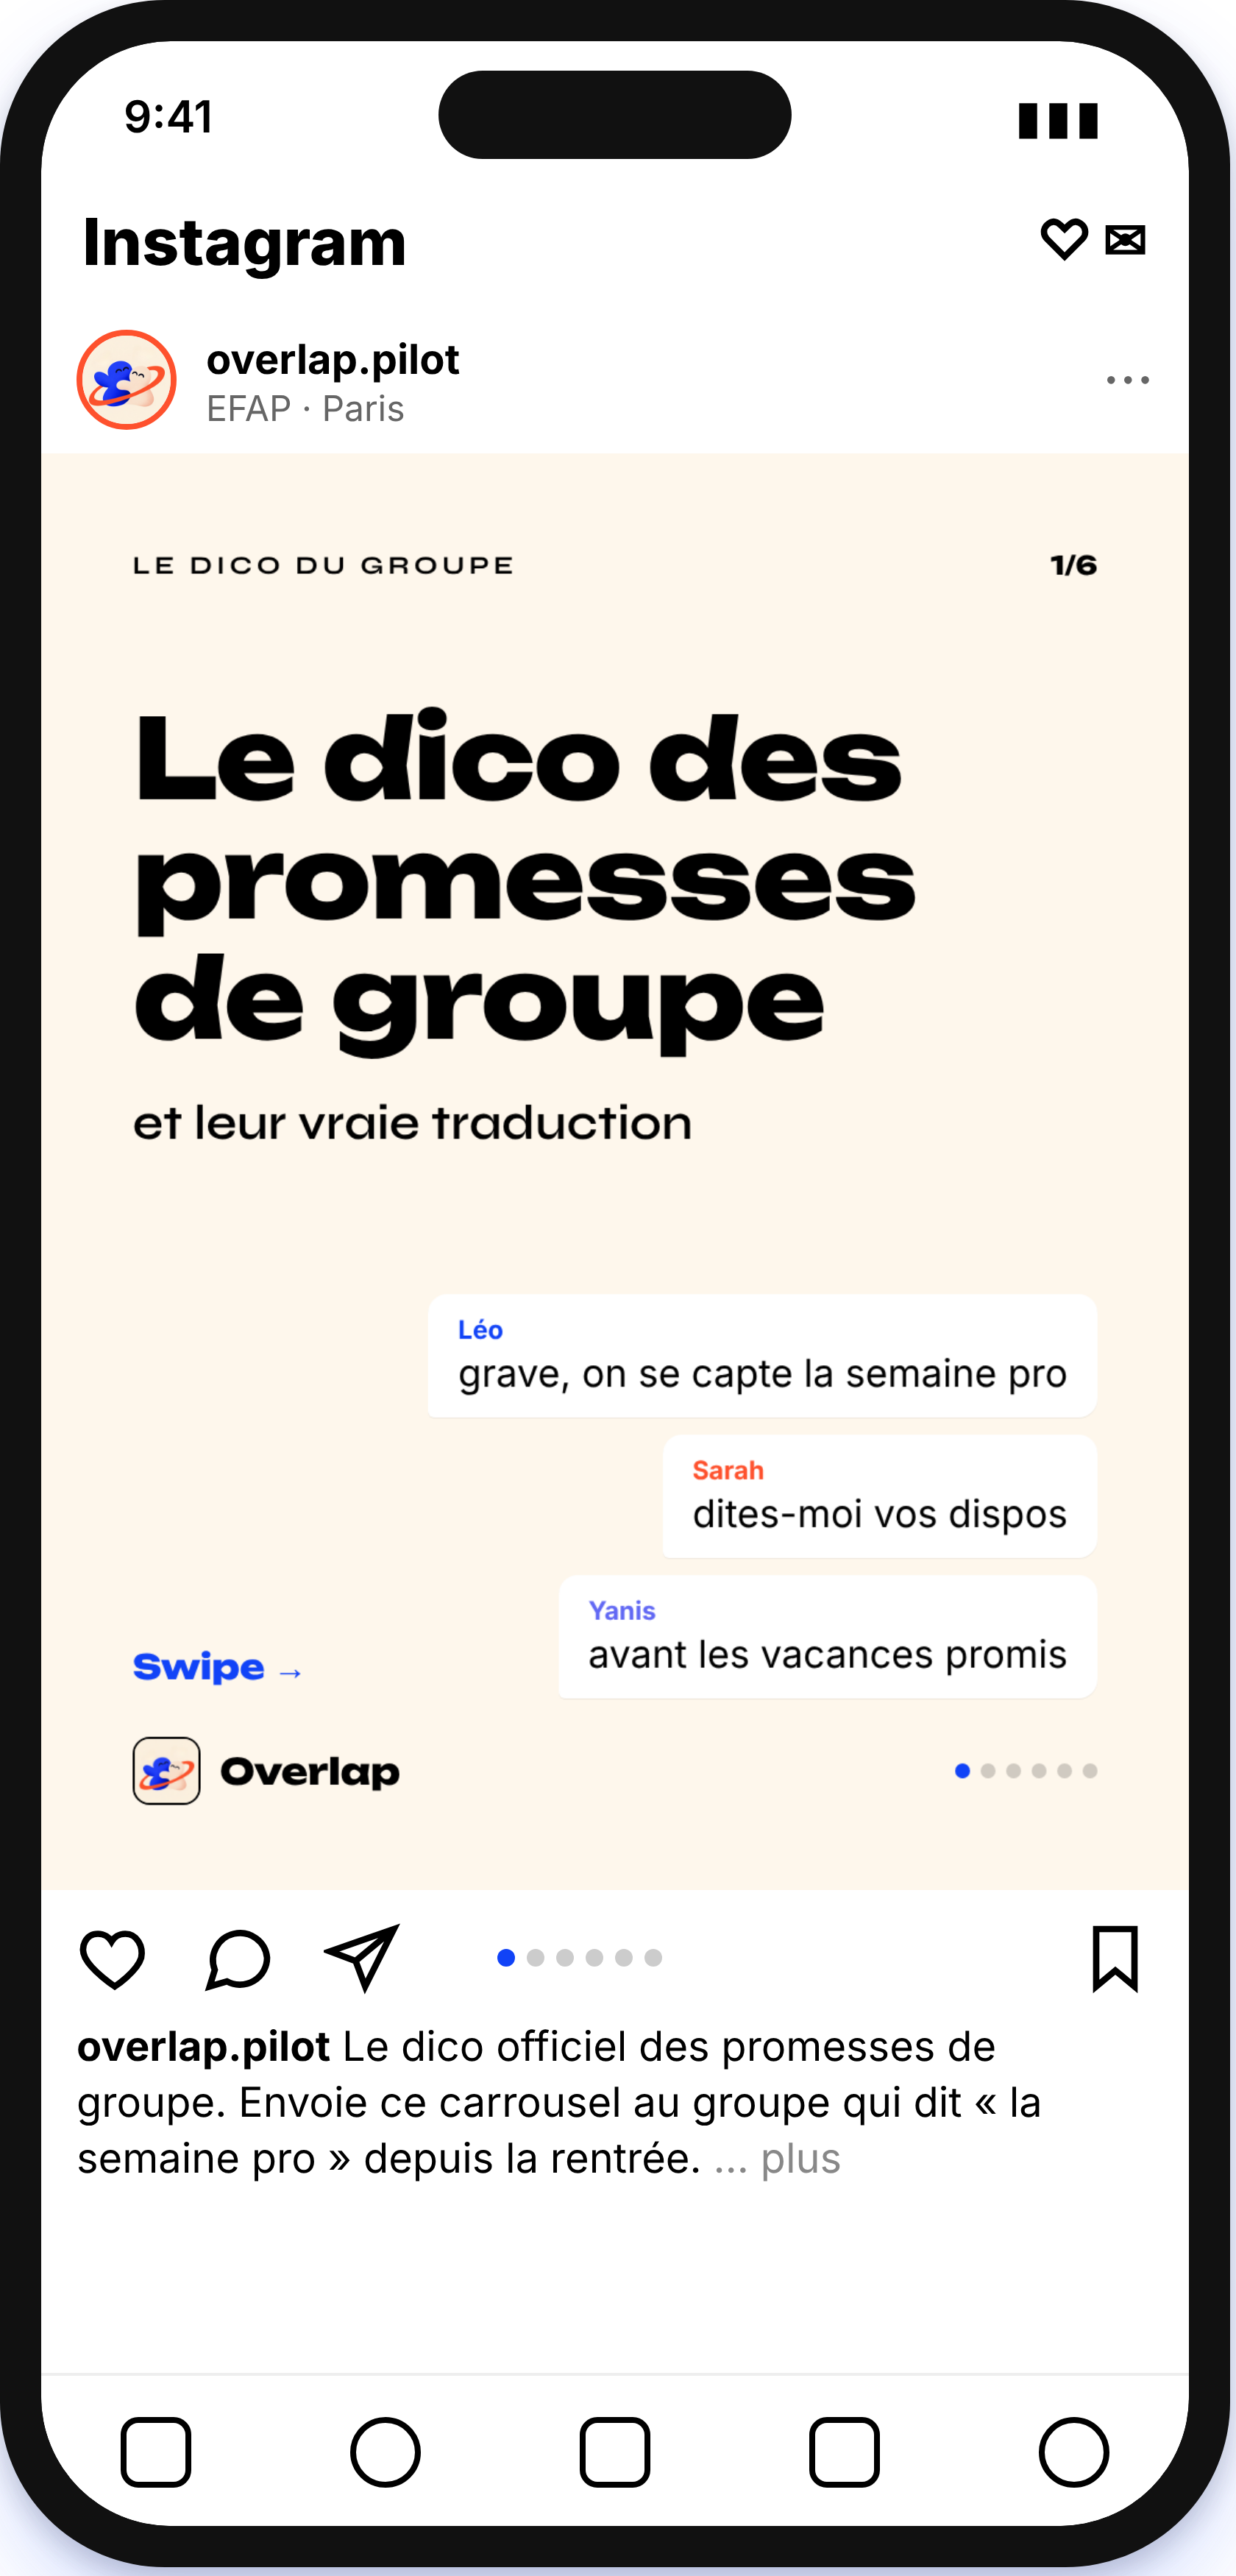 9:41
Instagram
overlap.pilot
EFAP · Paris
LE DICO DU GROUPE
1/6
Le dico des
promesses
de groupe
et leur vraie traduction
Léo
grave, on se capte la semaine pro
Sarah
dites-moi vos dispos
Yanis
avant les vacances promis
Swipe →
Overlap
overlap.pilot Le dico officiel des promesses de
groupe. Envoie ce carrousel au groupe qui dit « la
semaine pro » depuis la rentrée. ... plus